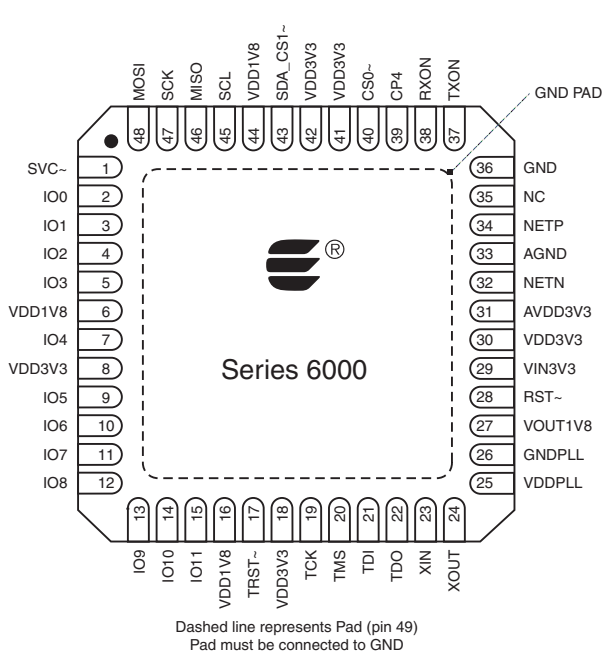 MOSI
SCK
MISO
SCL
VDD1V8
SDA_CS1~
VDD3V3
VDD3V3
CS0~
CP4
RXON
TXON
48
47
46
45
44
43
42
41
40
39
38
37
GND PAD
SVC~ 1
IO0 2
IO1 3
IO2 4
IO3 5
VDD1V8 6
IO4 7
VDD3V3 8
IO5 9
IO6 10
IO7 11
IO8 12
36 GND
35 NC
34 NETP
33 AGND
32 NETN
31 AVDD3V3
30 VDD3V3
29 VIN3V3
28 RST~
27 VOUT1V8
26 GNDPLL
25 VDDPLL
®
Series 6000
13
14
15
16
17
18
19
20
21
22
23
24
IO9
IO10
IO11
VDD1V8
TRST~
VDD3V3
TCK
TMS
TDI
TDO
XIN
XOUT
Dashed line represents Pad (pin 49)
Pad must be connected to GND